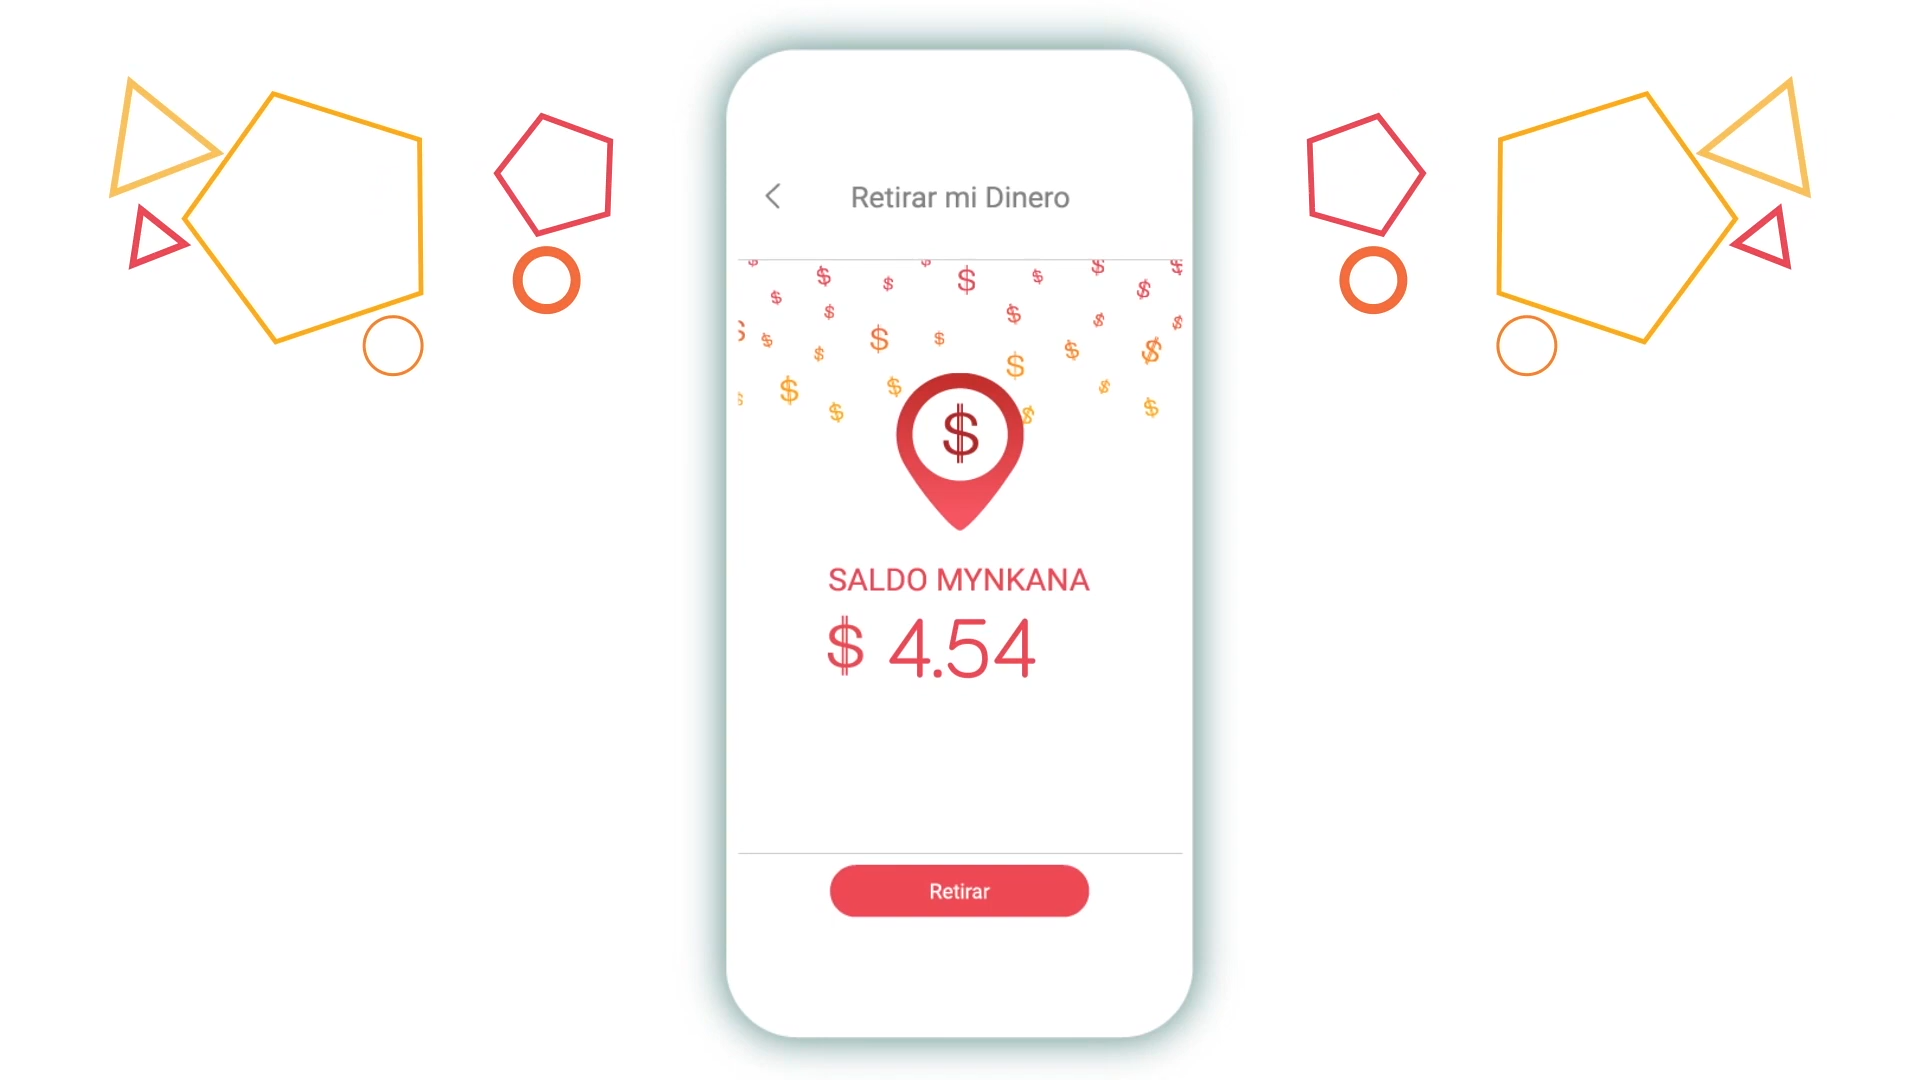 Retirar mi Dinero
$
SALDO MYNKANA
$ 4.54
Retirar